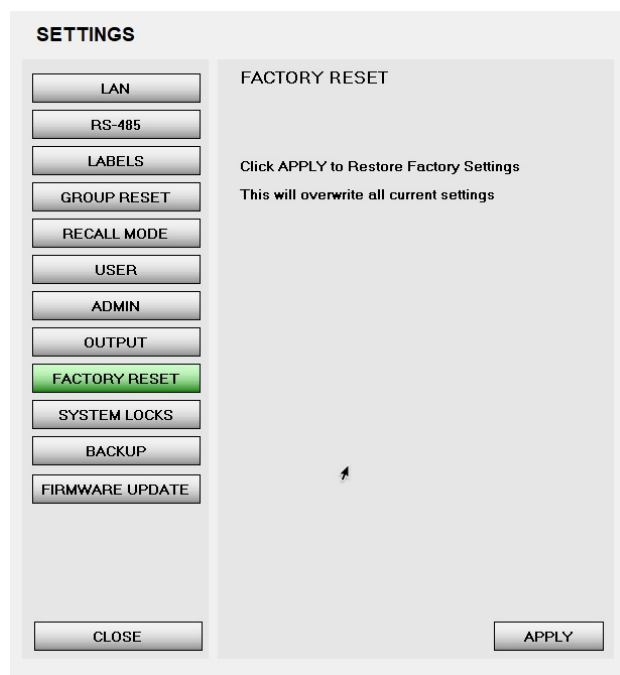 SETTINGS
LAN
RS-485
LABELS
GROUP RESET
RECALL MODE
USER
ADMIN
OUTPUT
FACTORY RESET
SYSTEM LOCKS
BACKUP
FIRMWARE UPDATE
CLOSE
FACTORY RESET
Click APPLY to Restore Factory Settings
This will overwrite all current settings
APPLY